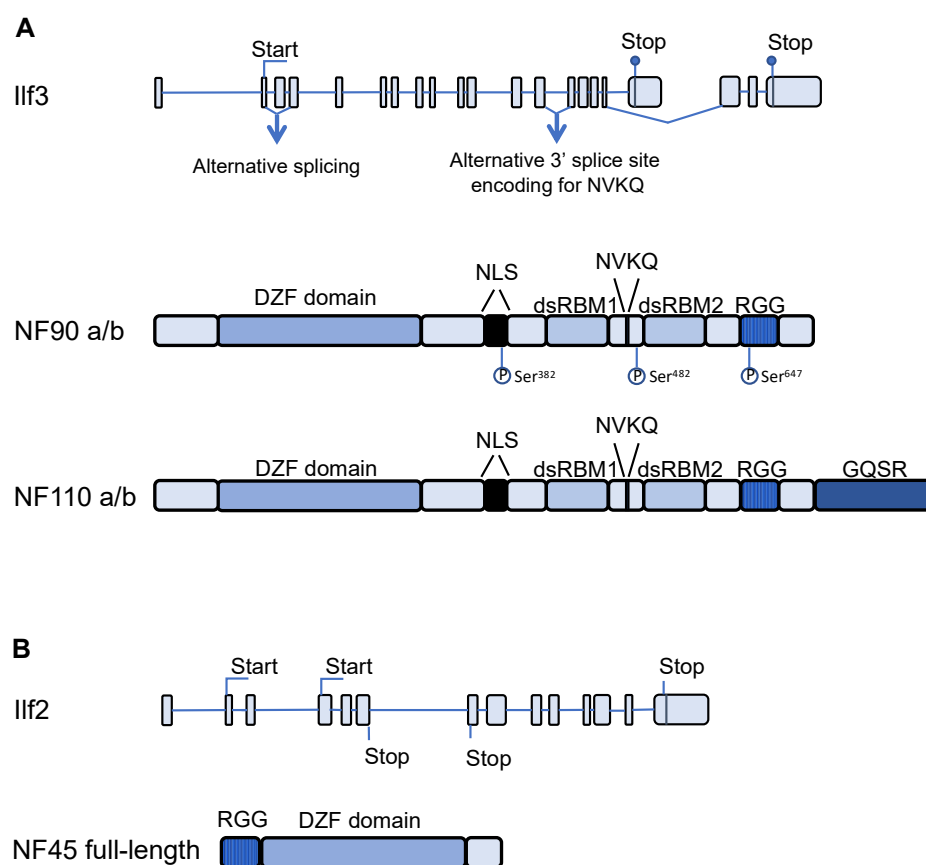 A
Start
Stop
Stop
Ilf3
Alternative splicing
Alternative 3’ splice site
encoding for NVKQ
NLS
NVKQ
DZF domain
dsRBM1
dsRBM2
RGG
NF90 a/b
P Ser382
P Ser482
P Ser647
NLS
NVKQ
DZF domain
dsRBM1
dsRBM2
RGG
GQSR
NF110 a/b
B
Start
Start
Stop
Ilf2
Stop
Stop
RGG
DZF domain
NF45 full-length